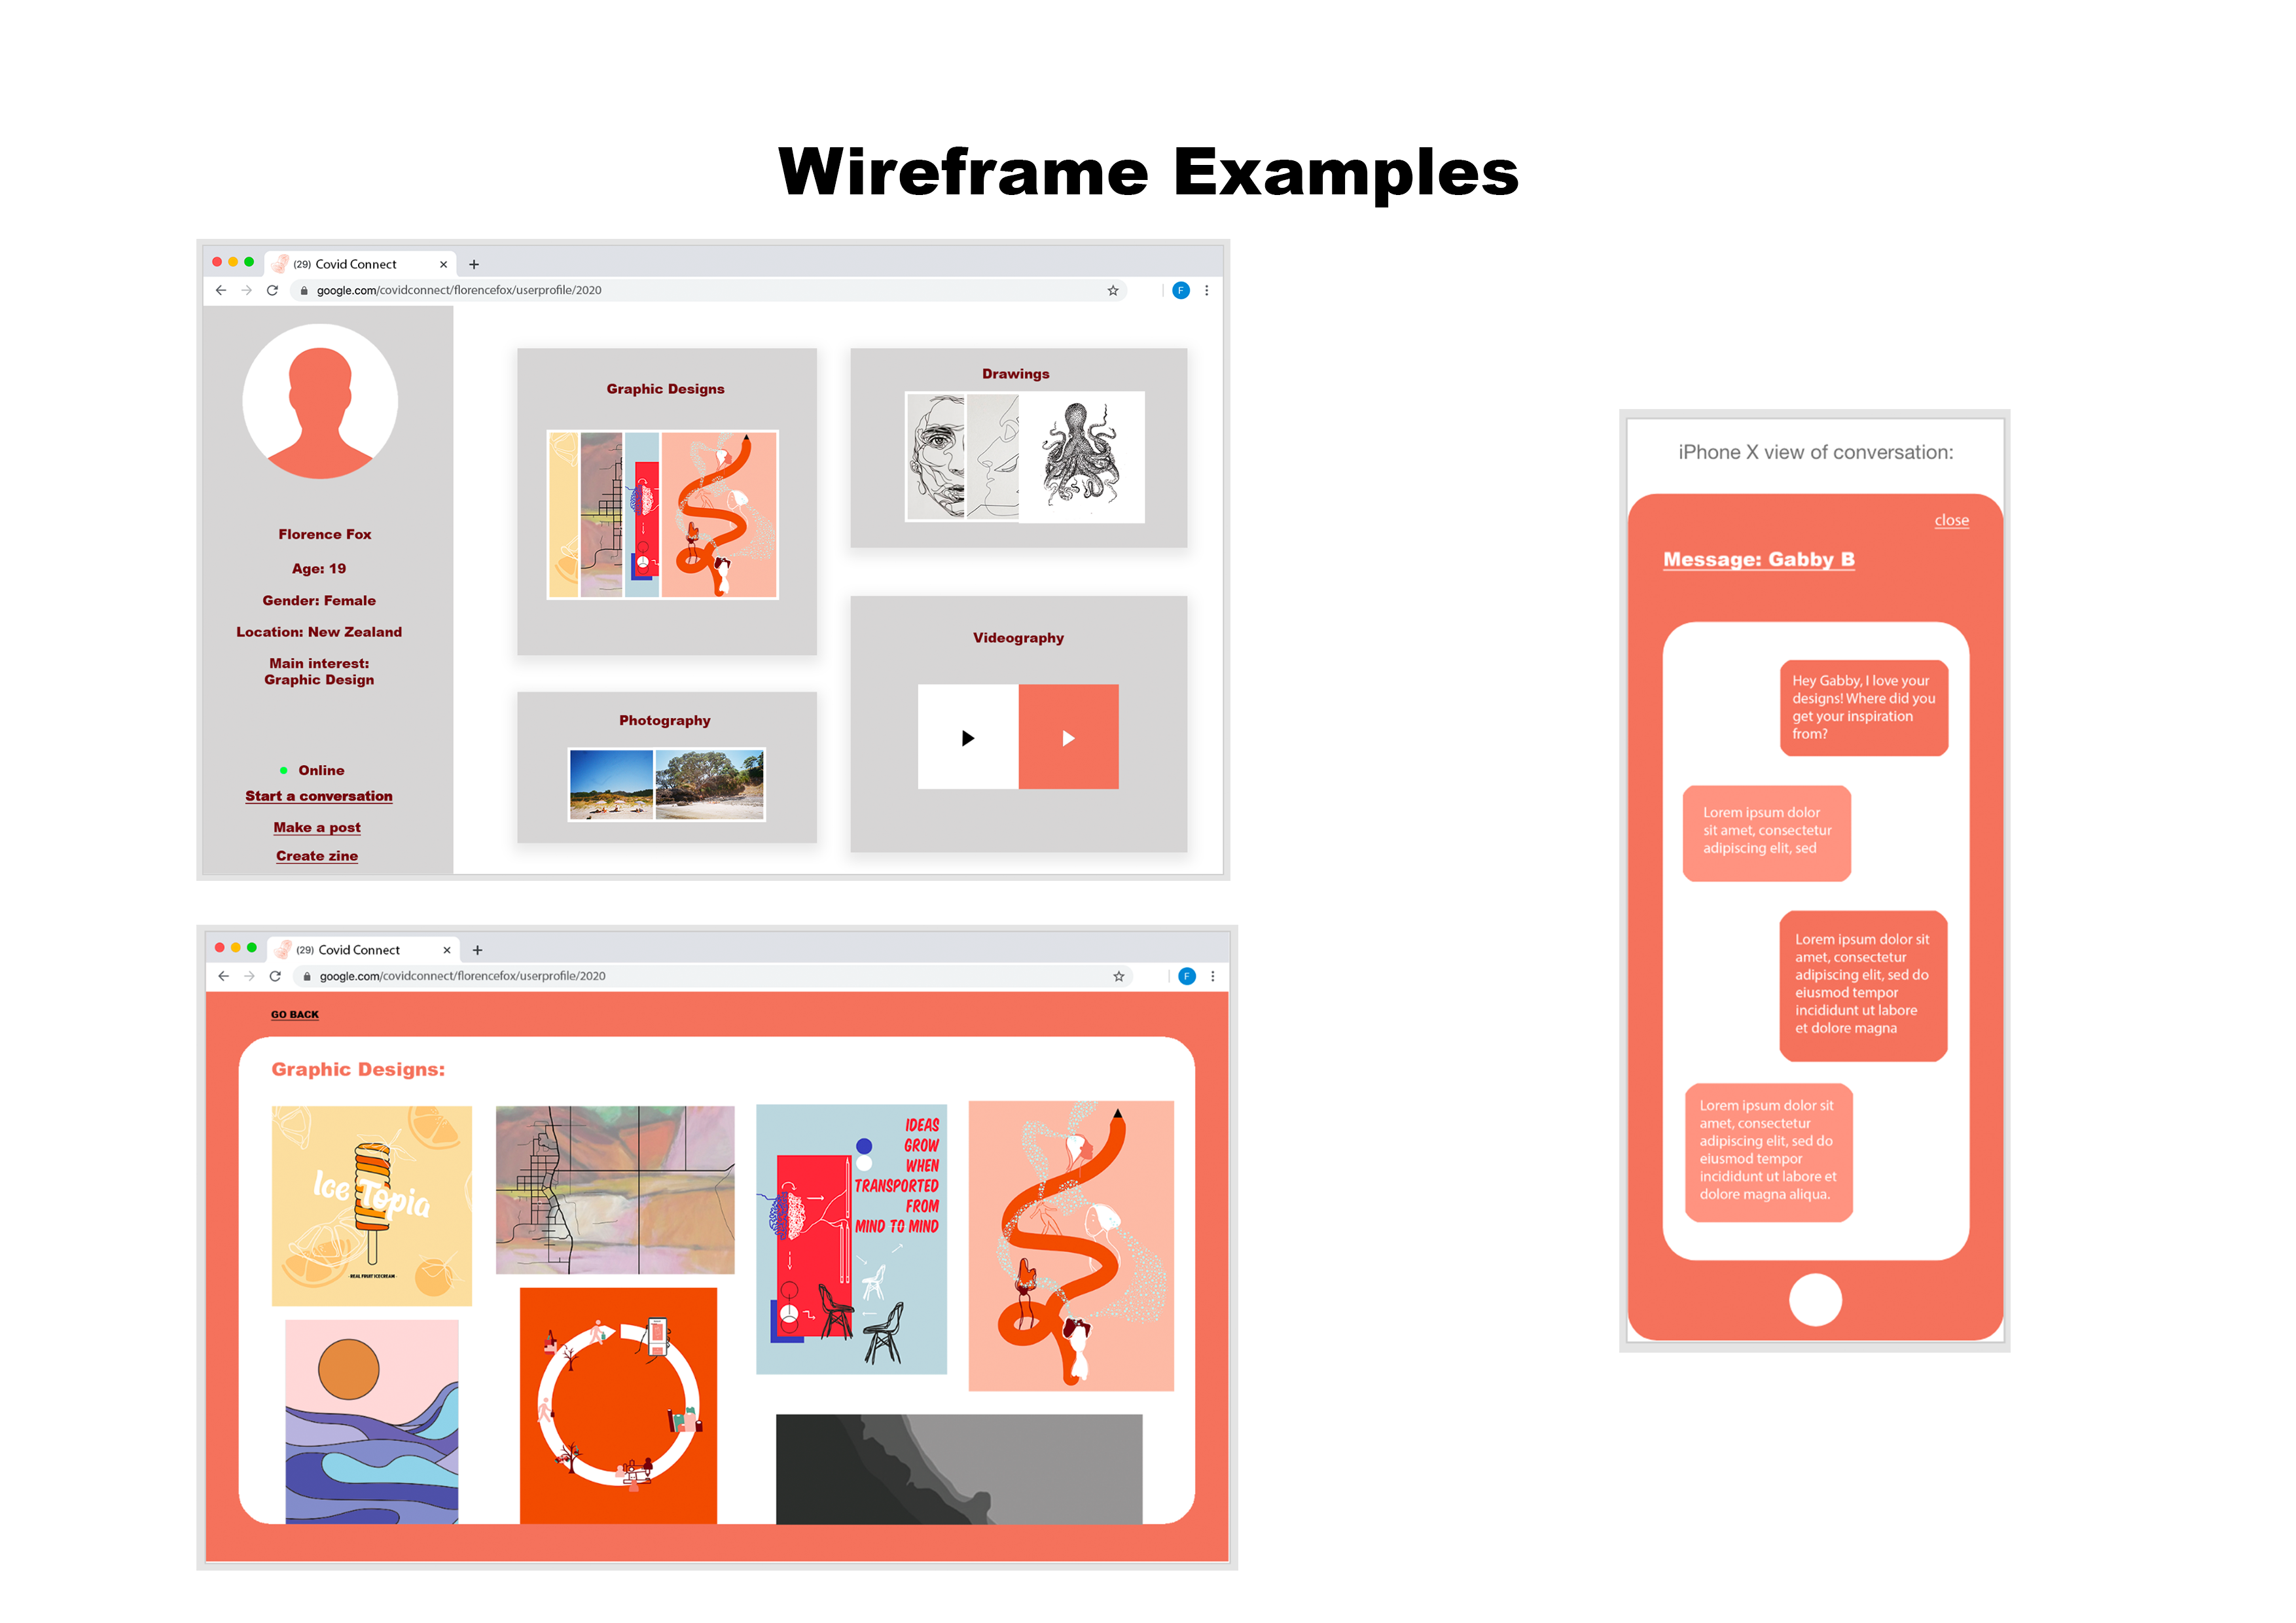 Wireframe Examples
(29) Covid Connect
google.com/covidconnect/florencefox/userprofile/2020
F
Florence Fox
Age: 19
Gender: Female
Location: New Zealand
Main interest:
Graphic Design
Online
Start a conversation
Make a post
Create zine
Graphic Designs
Drawings
Photography
Videography
(29) Covid Connect
google.com/covidconnect/florencefox/userprofile/2020
F
GO BACK
Graphic Designs:
Ice Topia
REAL FRUIT ICECREAM
IDEAS
GROW
WHEN
TRANSPORTED
FROM
MIND TO MIND
iPhone X view of conversation:
close
Message: Gabby B
Hey Gabby, I love your
designs! Where did you
get your inspiration
from?
Lorem ipsum dolor
sit amet, consectetur
adipiscing elit, sed
Lorem ipsum dolor sit
amet, consectetur
adipiscing elit, sed do
eiusmod tempor
incididunt ut labore
et dolore magna
Lorem ipsum dolor sit
amet, consectetur
adipiscing elit, sed do
eiusmod tempor
incididunt ut labore et
dolore magna aliqua.